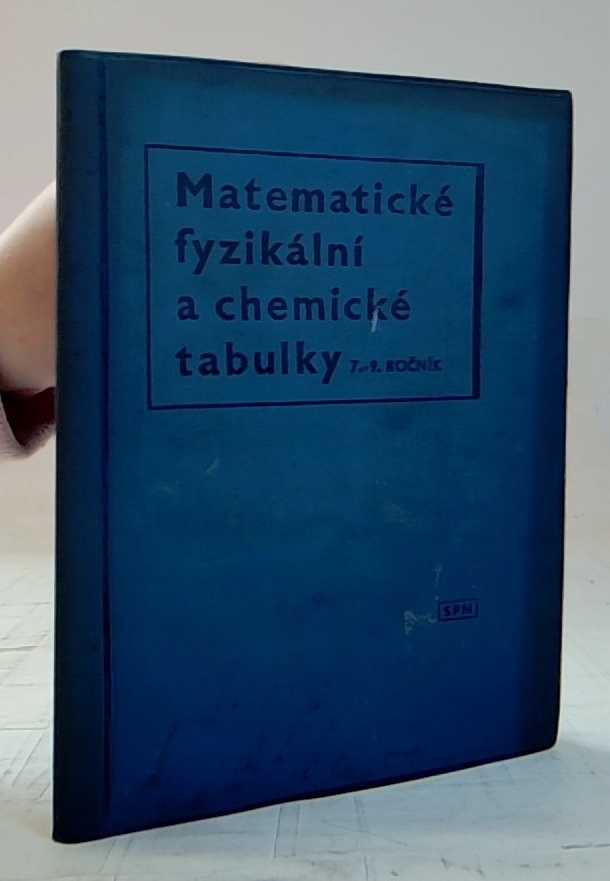 Matematické
fyzikální
a chemické
tabulky 7.-9. ROČNÍK
SPN